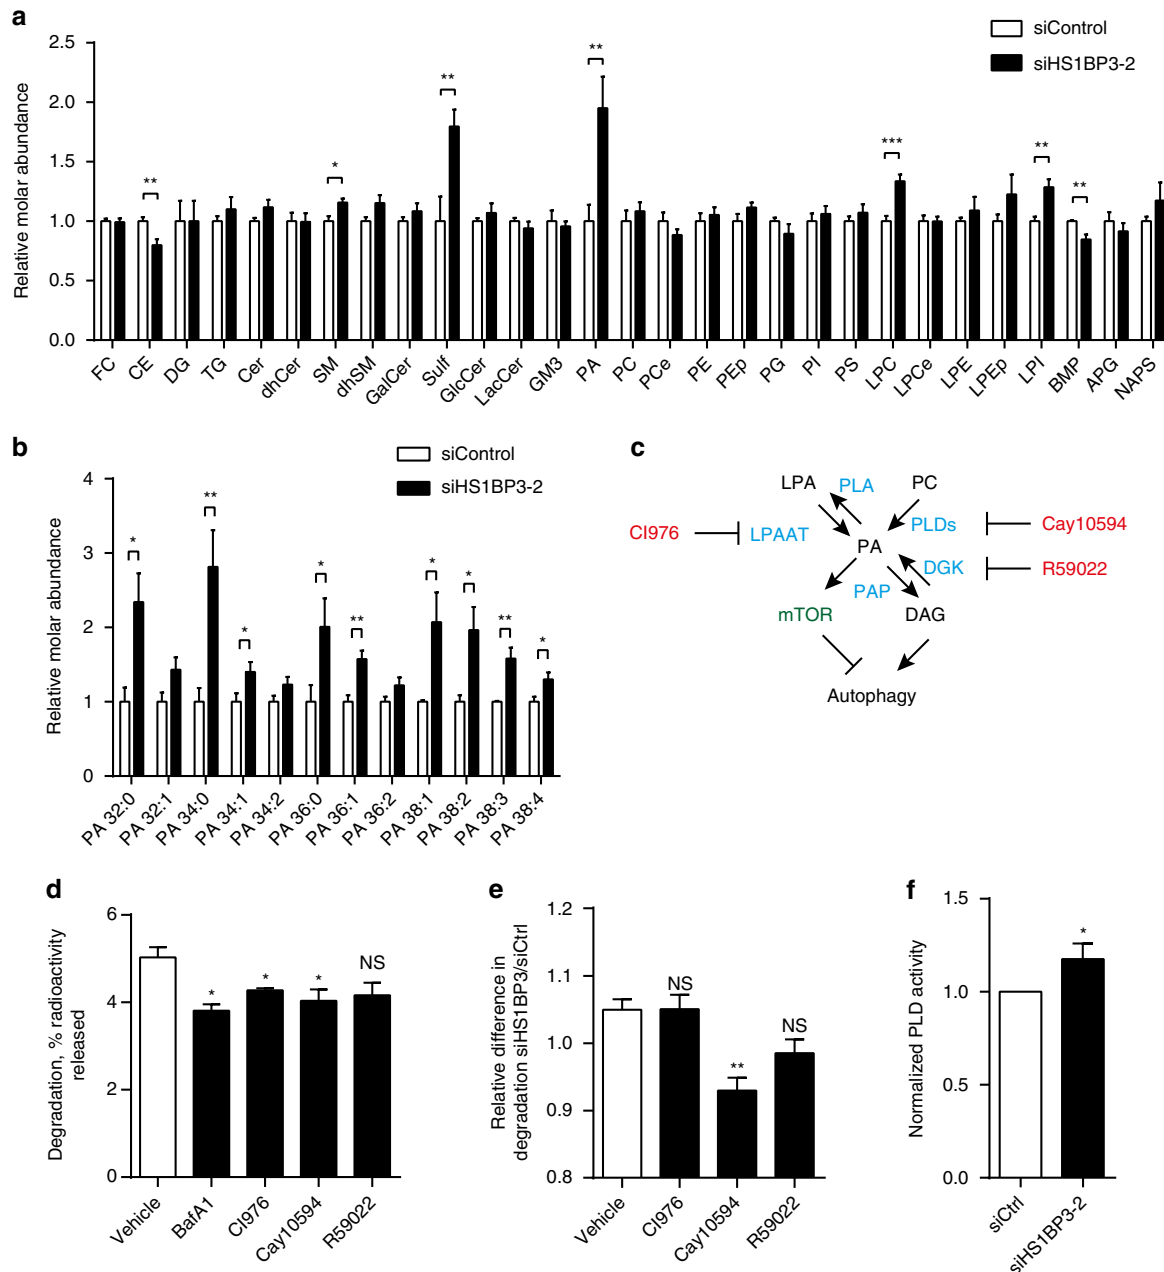 a
siControl
siHS1BP3-2
Relative molar abundance
2.5
2.0
1.5
1.0
0.5
0.0
**
*
**
**
***
**
**
FC
CE
DG
TG
Cer
dhCer
SM
dhSM
GalCer
Sulf
GlcCer
LacCer
GM3
PA
PC
PCe
PE
PEp
PG
PI
PS
LPC
LPCe
LPE
LPEp
LPI
BMP
APG
NAPS
b
siControl
siHS1BP3-2
Relative molar abundance
4
3
2
1
0
*
**
*
*
**
*
*
**
*
PA 32:0
PA 32:1
PA 34:0
PA 34:1
PA 34:2
PA 36:0
PA 36:1
PA 36:2
PA 38:1
PA 38:2
PA 38:3
PA 38:4
c
LPA
PLA
PC
CI976
LPAAT
PLDs
Cay10594
PA
DGK
R59022
PAP
mTOR
DAG
Autophagy
d
Degradation, % radioactivity
released
6
4
2
0
*
*
*
NS
Vehicle
BafA1
CI976
Cay10594
R59022
e
Relative difference in
degradation siHS1BP3/siCtrl
1.2
1.1
1.0
0.9
0.8
NS
**
NS
Vehicle
CI976
Cay10594
R59022
f
Normalized PLD activity
1.5
1.0
0.5
0.0
*
siCtrl
siHS1BP3-2